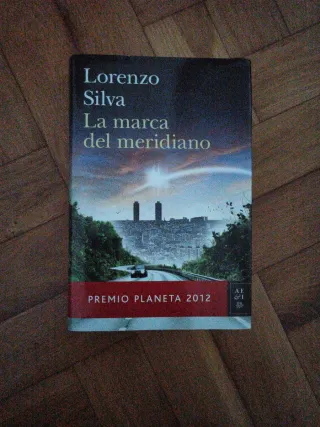 Lorenzo
Silva
La marca
del meridiano
PREMIO PLANETA 2012